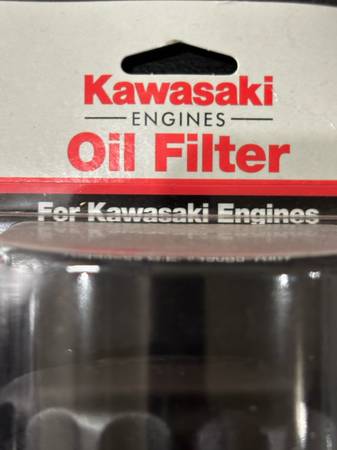 Kawasaki
ENGINES
Oil Filter
For Kawasaki Engines